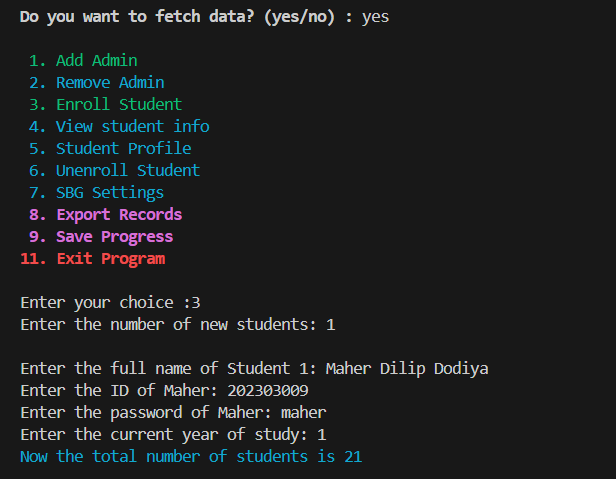 Do you want to fetch data? (yes/no) : yes
1. Add Admin
2. Remove Admin
3. Enroll Student
4. View student info
5. Student Profile
6. Unenroll Student
7. SBG Settings
8. Export Records
9. Save Progress
11. Exit Program
Enter your choice :3
Enter the number of new students: 1
Enter the full name of Student 1: Maher Dilip Dodiya
Enter the ID of Maher: 202303009
Enter the password of Maher: maher
Enter the current year of study: 1
Now the total number of students is 21